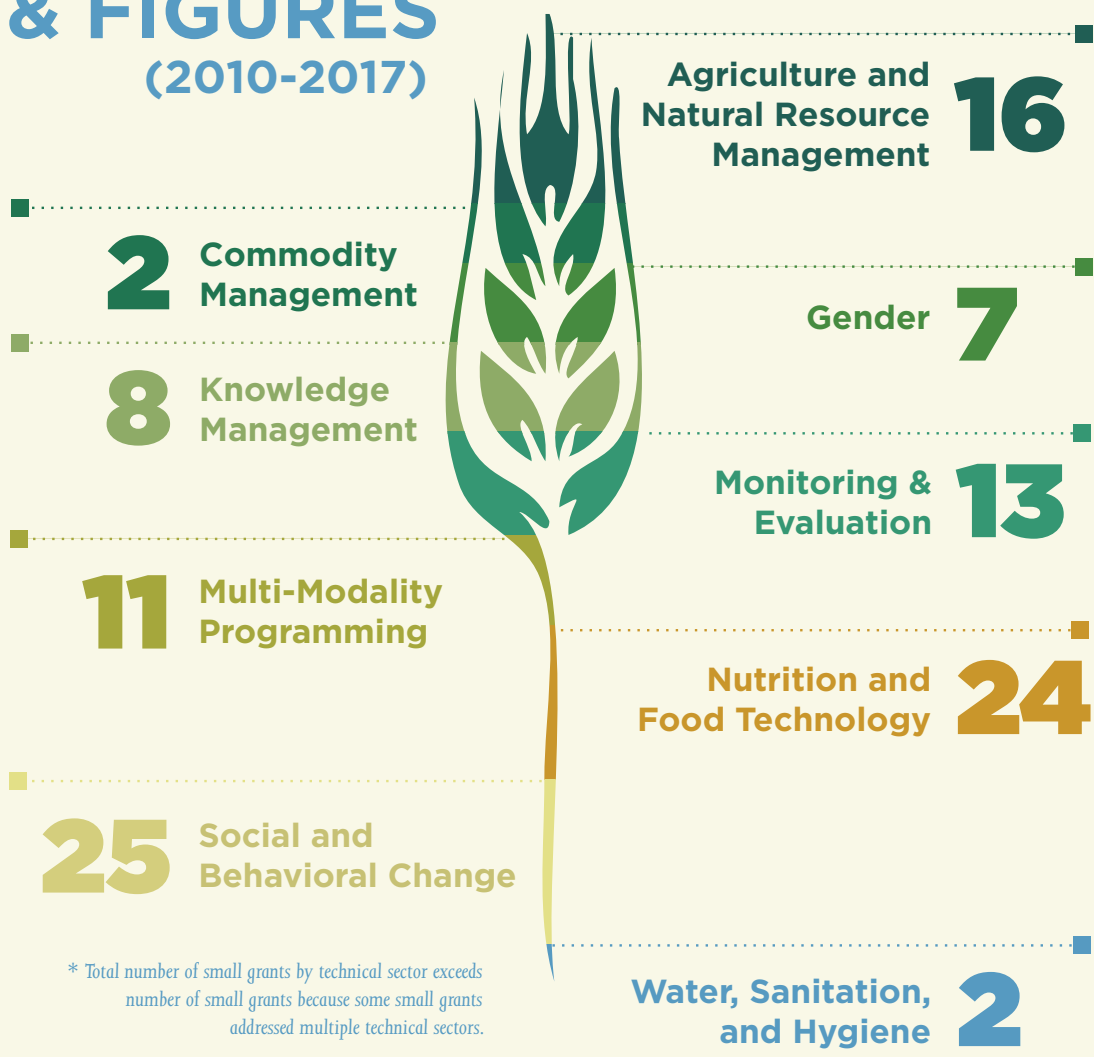 & FIGURES
(2010-2017)
Agriculture and
Natural Resource
Management
16
2
Commodity
Management
Gender
7
8
Knowledge
Management
Monitoring &
Evaluation
13
11
Multi-Modality
Programming
Nutrition and
Food Technology
24
25
Social and
Behavioral Change
* Total number of small grants by technical sector exceeds
number of small grants because some small grants
addressed multiple technical sectors.
Water, Sanitation,
and Hygiene
2